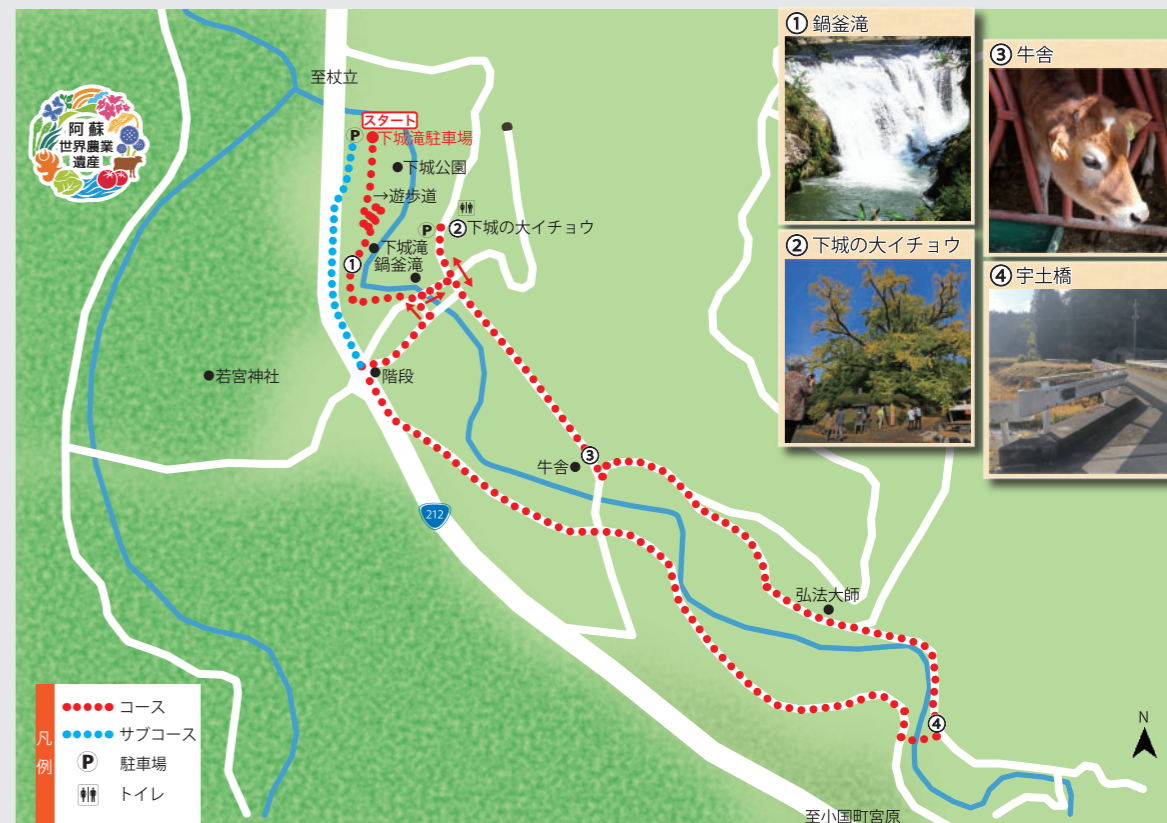 ① 鍋釜滝
③ 牛舎
② 下城の大イチョウ
④ 宇土橋
阿蘇
世界農業
遺産
至杖立
スタート
P
下城滝駐車場
下城公園
→遊歩道
P
②下城の大イチョウ
下城滝
①
鍋釜滝
若宮神社
階段
牛舎
③
212
弘法大師
④
N
至小国町宮原
凡例
コース
サブコース
P 駐車場
トイレ